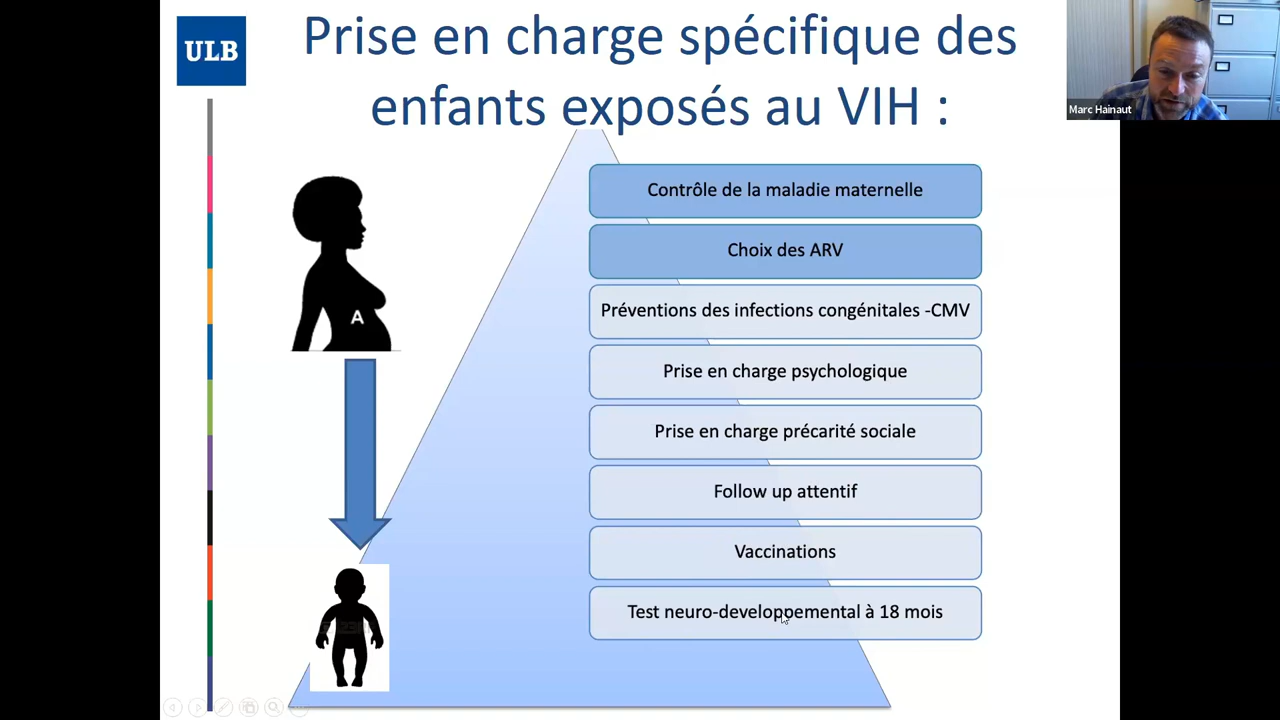 ULB
Prise en charge spécifique des
enfants exposés au VIH :
Marc Hainaut
A
Contrôle de la maladie maternelle
Choix des ARV
Préventions des infections congénitales -CMV
Prise en charge psychologique
Prise en charge précarité sociale
Follow up attentif
Vaccinations
Test neuro-developpemental à 18 mois